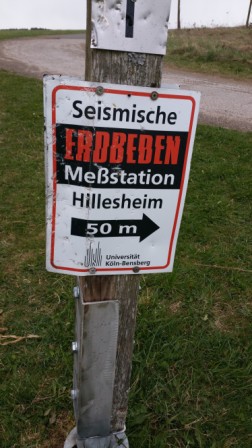 Seismische
ERDBEBEN
Meßstation
Hillesheim
50 m
Universität
Köln-Bensberg